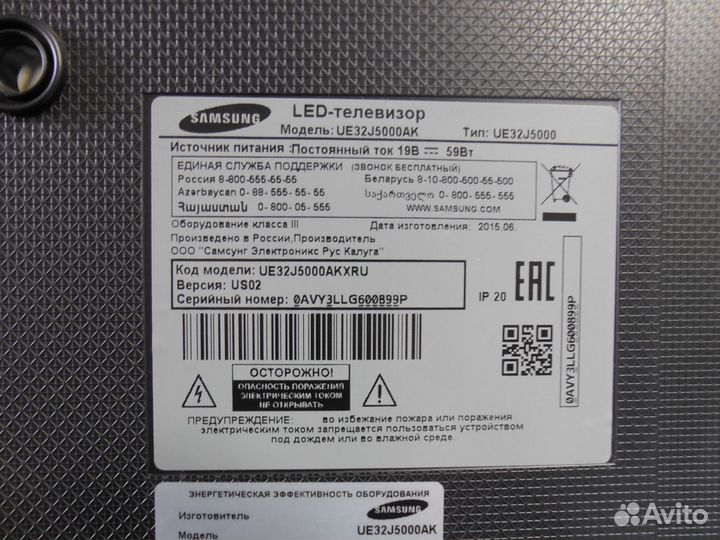 SAMSUNG
LED-телевизор
Модель: UE32J5000AK Тип: UE32J5000
Источник питания :Постоянный ток 19В 59Вт
ЕДИНАЯ СЛУЖБА ПОДДЕРЖКИ (ЗВОНОК БЕСПЛАТНЫЙ)
Россия 8-800-555-55-55 Беларусь 8-10-800-500-55-500
Azərbaycan 0- 88- 555- 55- 55 საქართველო 0- 800- 555- 555
Հայաստան 0- 800- 05- 555 WWW.SAMSUNG.COM
Оборудование класса III Дата изготовления: 2015.06.
Произведено в России,Производитель
ООО "Самсунг Электроникс Рус Калуга"
Код модели: UE32J5000AKXRU
Версия: US02
Серийный номер: 0AVY3LLG600899P
IP 20
EAC
0AVY3LLG600899P
ОСТОРОЖНО!
ОПАСНОСТЬ ПОРАЖЕНИЯ
ЭЛЕКТРИЧЕСКИМ ТОКОМ
НЕ ОТКРЫВАТЬ
ПРЕДУПРЕЖДЕНИЕ: во избежание пожара или поражения
электрическим током запрещается пользоваться устройством
под дождем или во влажной среде.
ЭНЕРГЕТИЧЕСКАЯ ЭФФЕКТИВНОСТЬ ОБОРУДОВАНИЯ
Изготовитель SAMSUNG
Модель UE32J5000AK
Avito